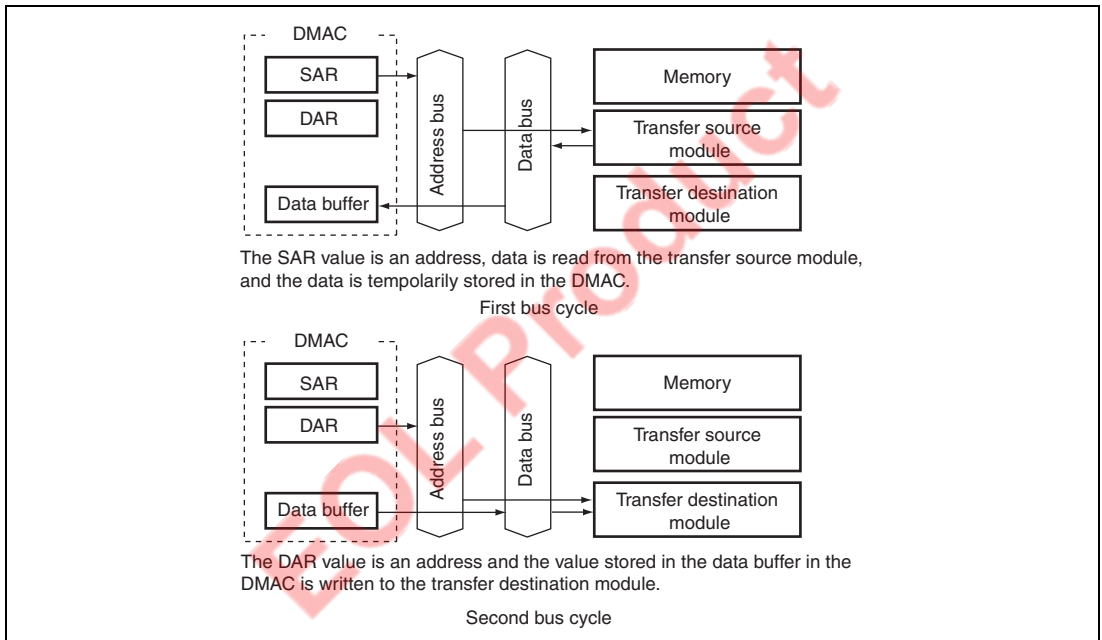 DMAC
SAR
DAR
Data buffer
Address bus
Data bus
Memory
Transfer source
module
Transfer destination
module
The SAR value is an address, data is read from the transfer source module,
and the data is tempolarily stored in the DMAC.
First bus cycle
DMAC
SAR
DAR
Data buffer
Address bus
Data bus
Memory
Transfer source
module
Transfer destination
module
The DAR value is an address and the value stored in the data buffer in the
DMAC is written to the transfer destination module.
Second bus cycle
EOL Product